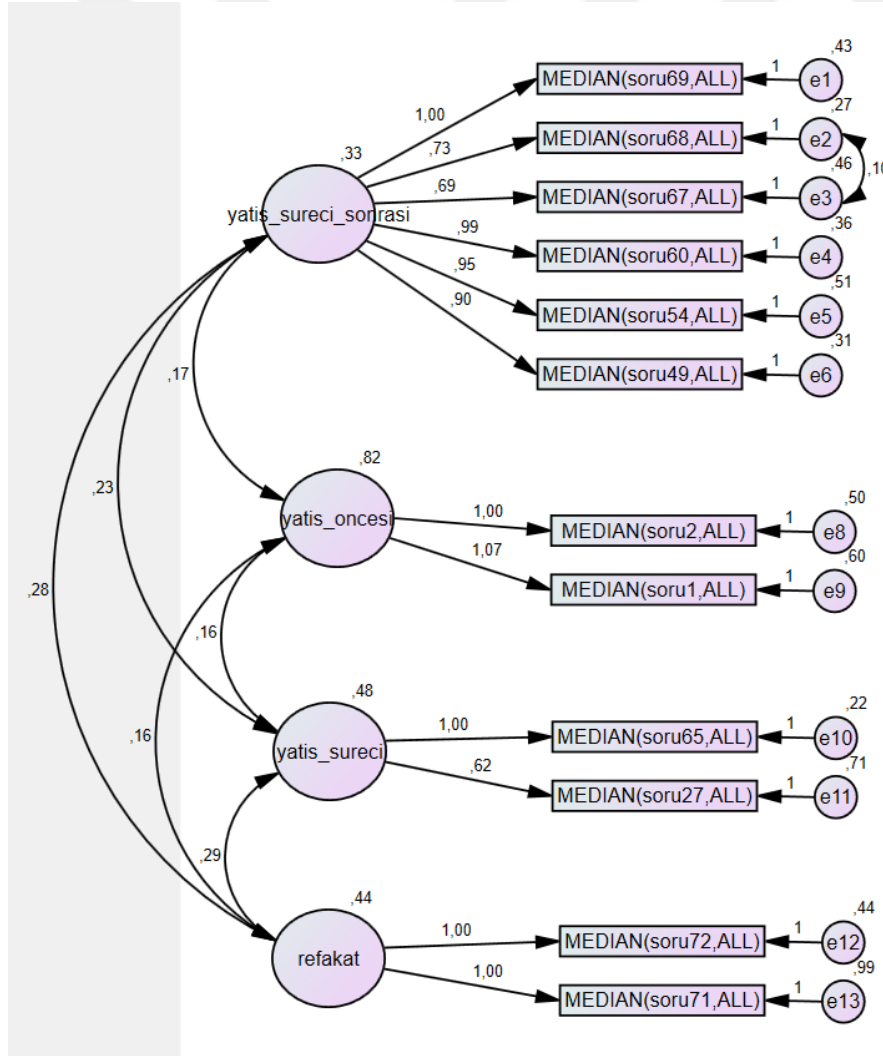 ,43
MEDIAN(soru69,ALL)
1
e1
1,00
,27
MEDIAN(soru68,ALL)
1
e2
,73
,33
,46
,10
yatis_sureci_sonrasi
,69
MEDIAN(soru67,ALL)
1
e3
,36
,99
MEDIAN(soru60,ALL)
1
e4
,95
,51
MEDIAN(soru54,ALL)
1
e5
,90
,31
MEDIAN(soru49,ALL)
1
e6
,17
,82
,23
yatis_oncesi
,50
1,00
MEDIAN(soru2,ALL)
1
e8
1,07
,60
MEDIAN(soru1,ALL)
1
e9
,28
,16
,48
,16
yatis_sureci
,22
1,00
MEDIAN(soru65,ALL)
1
e10
,62
,71
MEDIAN(soru27,ALL)
1
e11
,29
,44
refakat
,44
1,00
MEDIAN(soru72,ALL)
1
e12
1,00
,99
MEDIAN(soru71,ALL)
1
e13